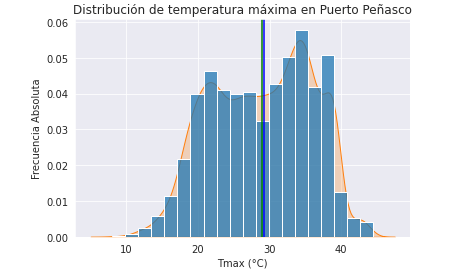 Distribución de temperatura máxima en Puerto Peñasco
0.06
0.05
0.04
0.03
0.02
0.01
0.00
Frecuencia Absoluta
10 20 30 40
Tmax (°C)